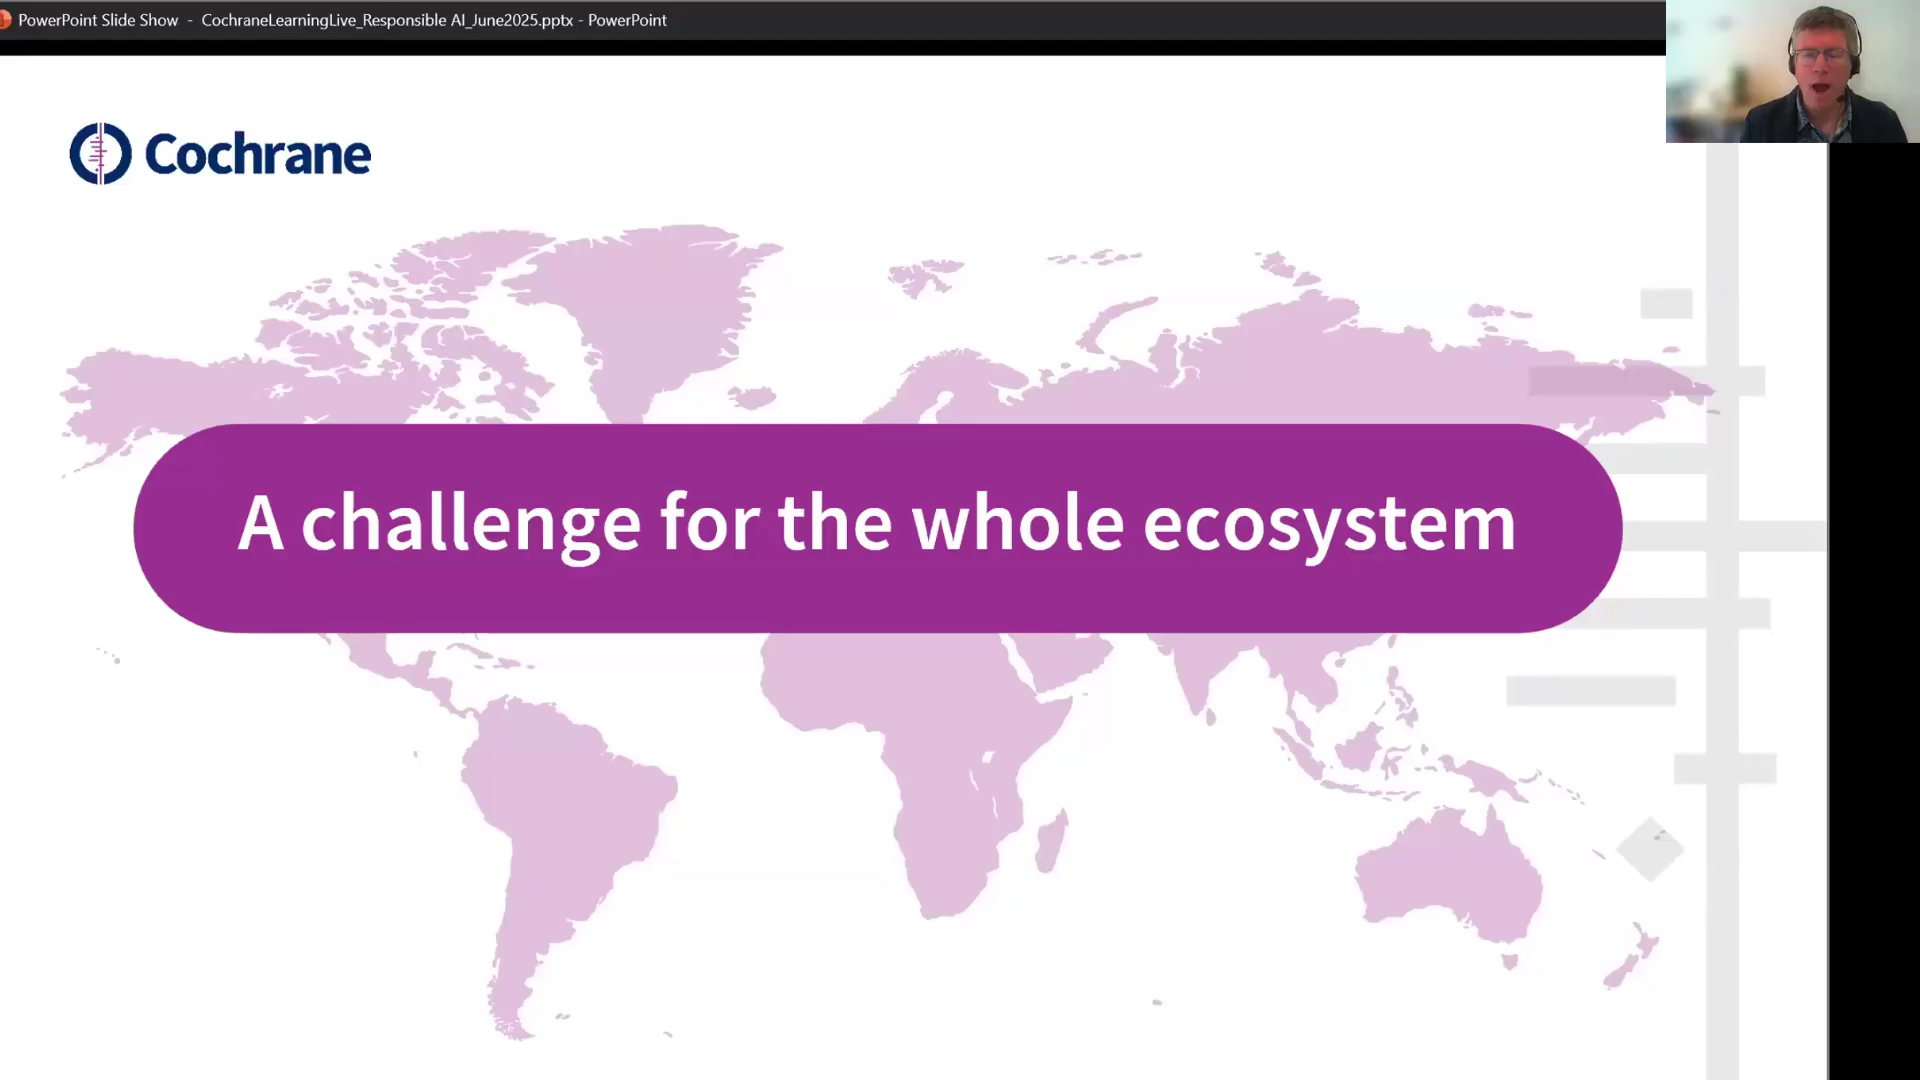 PowerPoint Slide Show - CochraneLearningLive_Responsible AI_June2025.pptx - PowerPoint
Cochrane
A challenge for the whole ecosystem